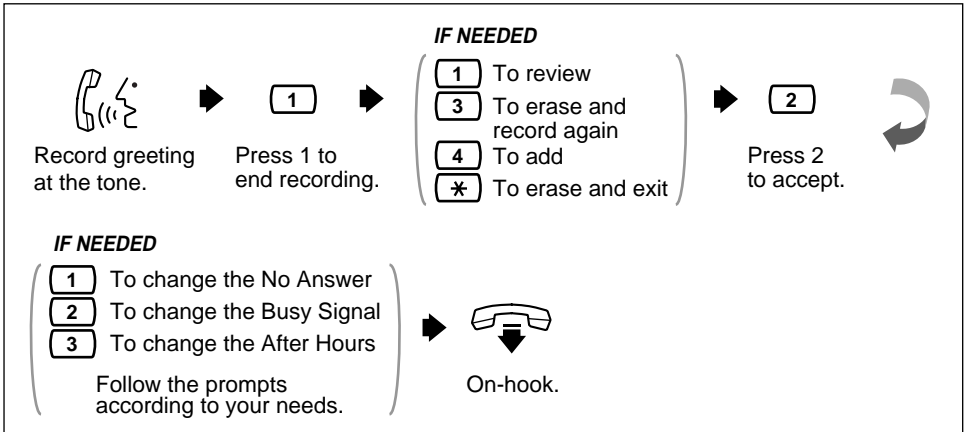 IF NEEDED
Record greeting
at the tone.
1
Press 1 to
end recording.
1 To review
3 To erase and
record again
4 To add
* To erase and exit
2
Press 2
to accept.
IF NEEDED
1 To change the No Answer
2 To change the Busy Signal
3 To change the After Hours
Follow the prompts
according to your needs.
On-hook.